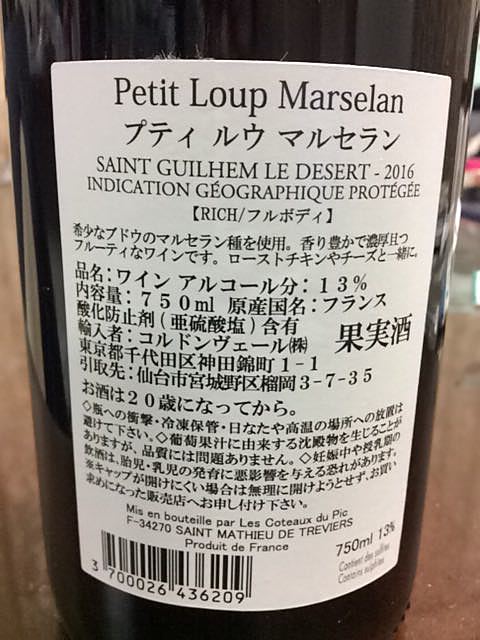 Petit Loup Marselan
プティ ルウ マルセラン
SAINT GUILHEM LE DESERT - 2016
INDICATION GÉOGRAPHIQUE PROTÉGÉE
【RICH/フルボディ】
希少なブドウのマルセラン種を使用。香り豊かで濃厚且つ
フルーティなワインです。ローストチキンやチーズと一緒に。
品名:ワイン アルコール分:13%
内容量:750ml 原産国名:フランス
酸化防止剤(亜硫酸塩)含有
輸入者:コルドンヴェール㈱ 果実酒
東京都千代田区神田錦町1-1
引取先:仙台市宮城野区榴岡3-7-35
お酒は20歳になってから。
◇瓶への衝撃・冷凍保管・日なたや高温の場所への放置は
避けて下さい。◇葡萄果汁に由来する沈殿物を生じることが
ありますが、品質には問題ありません。◇妊娠中や授乳期の
飲酒は、胎児・乳児の発育に悪影響を与える恐れがあります。
※キャップが開けにくい場合は無理に開けようとせず、お買い
求めになった販売店へお申し付け下さい。
Mis en bouteille par Les Coteaux du Pic
F-34270 SAINT MATHIEU DE TREVIERS
Produit de France
750ml 13%
Contient des sulfites
Contains sulphites
3 700026 436209